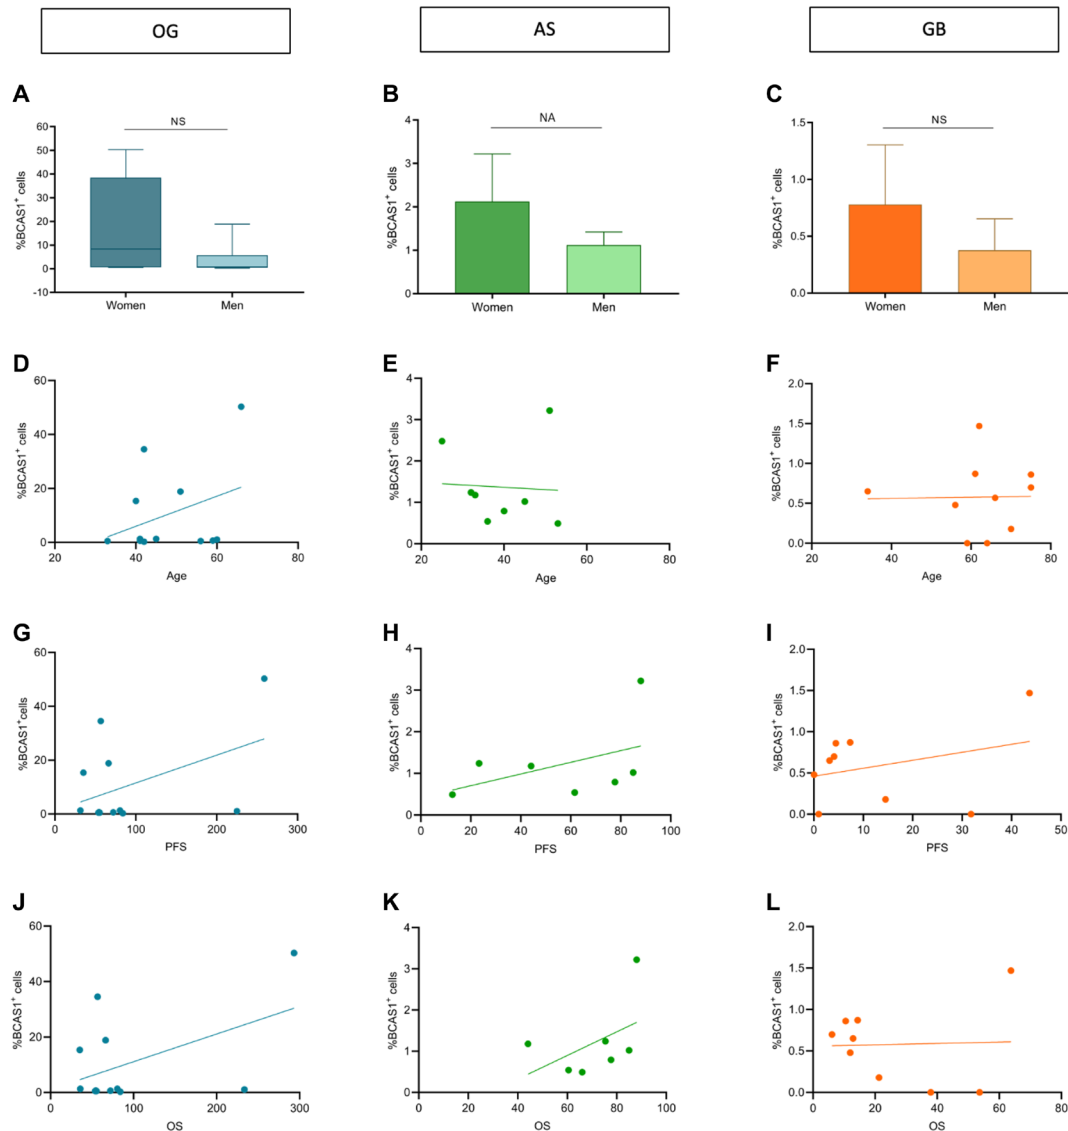 OG
AS
GB
A
B
C
%BCAS1+ cells
60
50
40
30
20
10
0
-10
NS
Women
Men
%BCAS1+ cells
4
3
2
1
0
NA
Women
Men
%BCAS1+ cells
1.5
1.0
0.5
0.0
NS
Women
Men
D
E
F
%BCAS1+ cells
60
40
20
0
20
40
60
80
Age
%BCAS1+ cells
4
3
2
1
0
20
40
60
80
Age
%BCAS1+ cells
2.0
1.5
1.0
0.5
0.0
20
40
60
80
Age
G
H
I
%BCAS1+cells
60
40
20
0
0
100
200
300
PFS
%BCAS1+ cells
4
3
2
1
0
0
20
40
60
80
100
PFS
%BCAS1+ cells
2.0
1.5
1.0
0.5
0.0
0
10
20
30
40
50
PFS
J
K
L
%BCAS1+ cells
60
40
20
0
0
100
200
300
OS
%BCAS1+ cells
4
3
2
1
0
0
20
40
60
80
100
OS
%BCAS1+ cells
2.0
1.5
1.0
0.5
0.0
0
20
40
60
80
OS